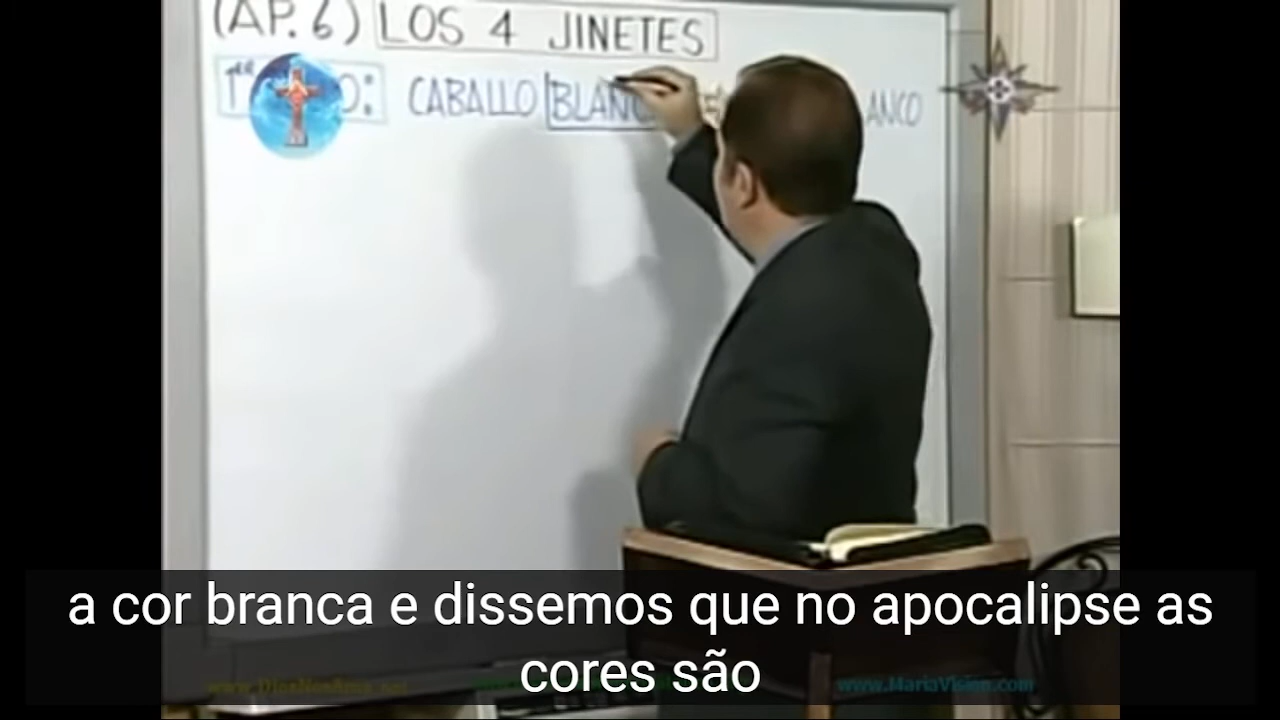 (AP. 6) LOS 4 JINETES
CABALLO BLANCO
ANCO
a cor branca e dissemos que no apocalipse as
cores são
www.MariaVision.com